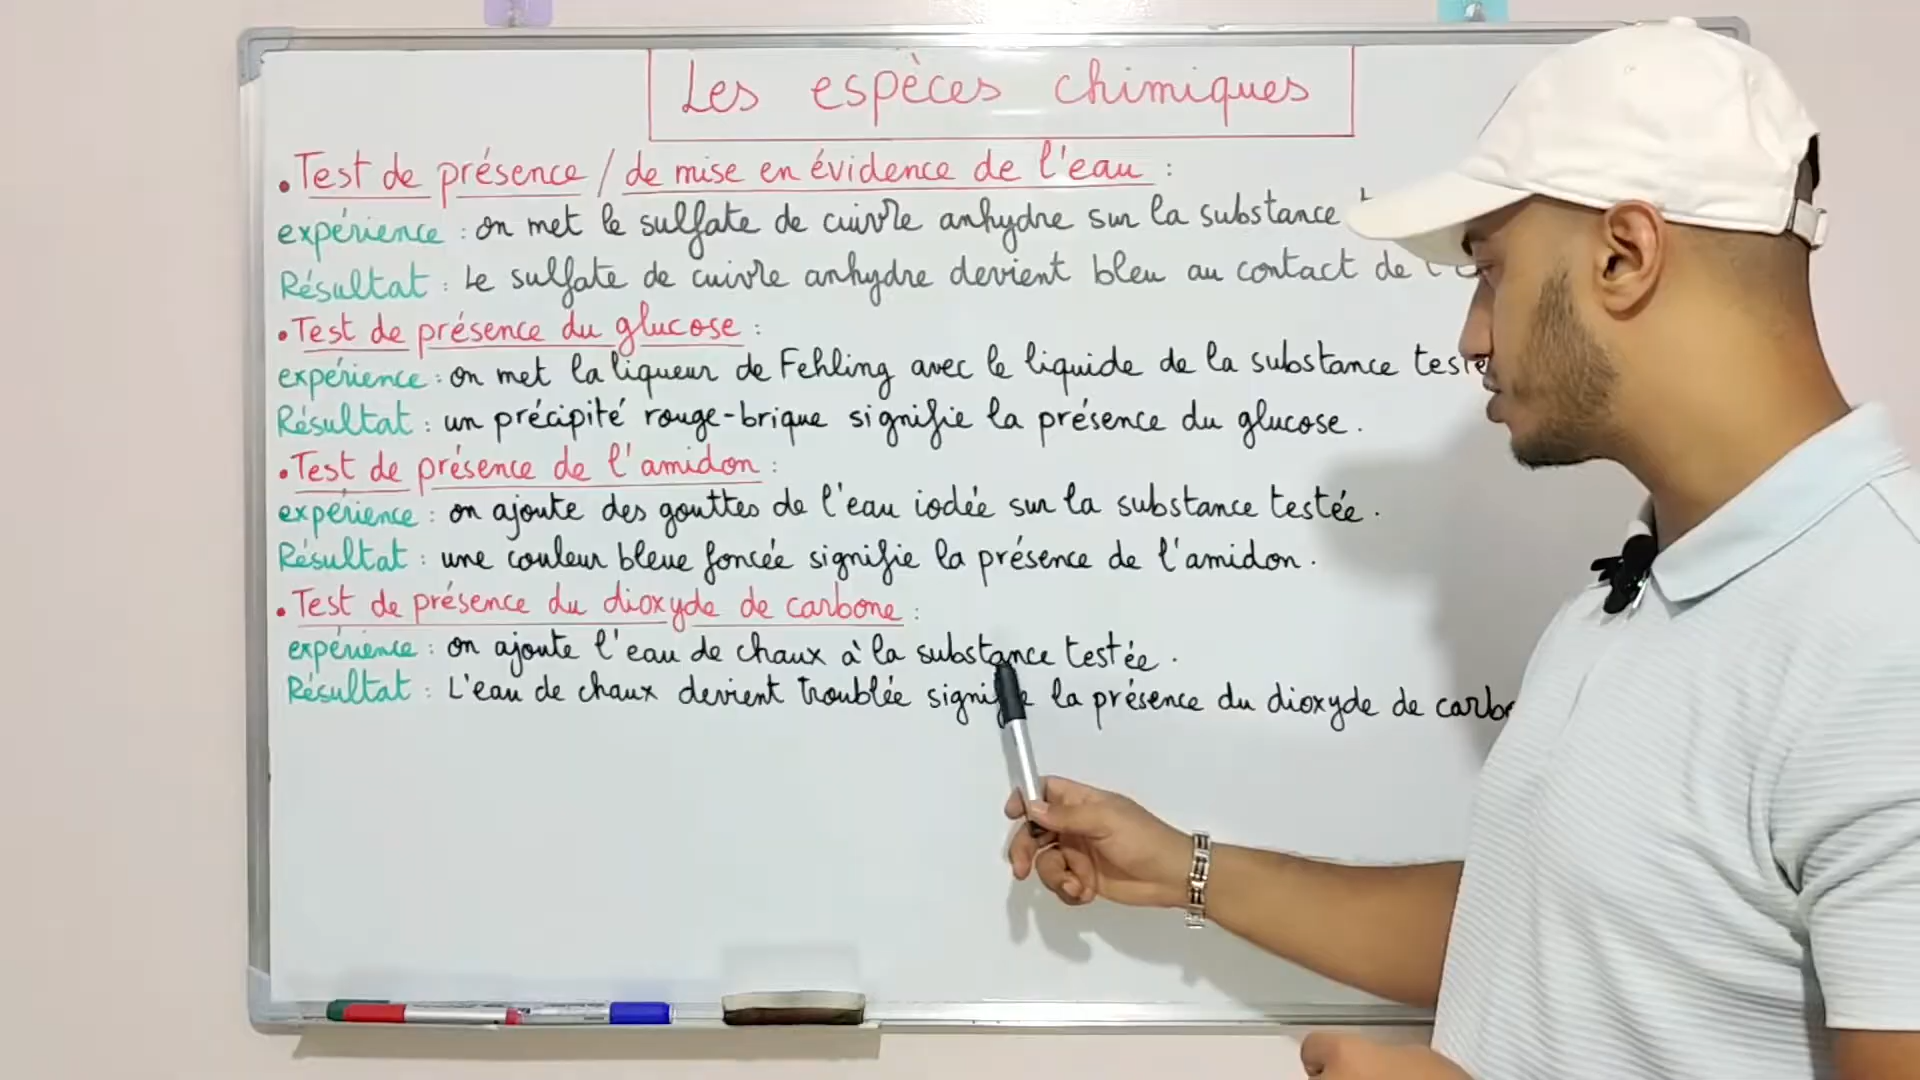 Les espèces chimiques
• Test de présence / de mise en évidence de l'eau :
expérience : on met le sulfate de cuivre anhydre sur la substance
Résultat : Le sulfate de cuivre anhydre devient bleu au contact de
• Test de présence du glucose :
expérience : on met la liqueur de Fehling avec le liquide de la substance testé
Résultat : un précipité rouge-brique signifie la présence du glucose.
• Test de présence de l'amidon :
expérience : on ajoute des gouttes de l'eau iodée sur la substance testée.
Résultat : une couleur bleue foncée signifie la présence de l'amidon.
• Test de présence du dioxyde de carbone :
expérience : on ajoute l'eau de chaux à la substance testée.
Résultat : L'eau de chaux devient troublée signifie la présence du dioxyde de carbo